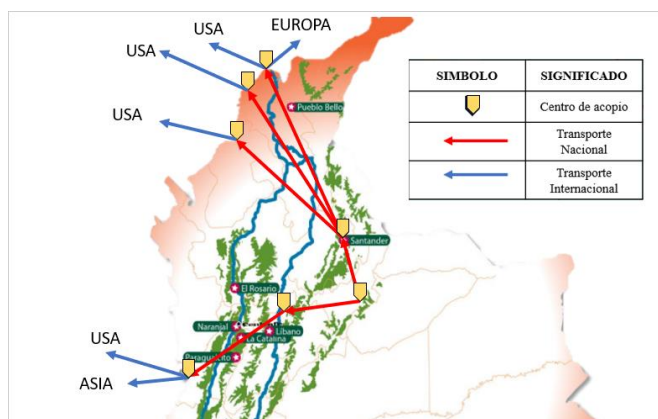 EUROPA
USA
USA
USA
Pueblo Bello
SIMBOLO
SIGNIFICADO
Centro de acopio
Transporte
Nacional
Transporte
Internacional
Santander
El Rosario
Naranjal
Líbano
La Catalina
Paraguaicito
USA
ASIA